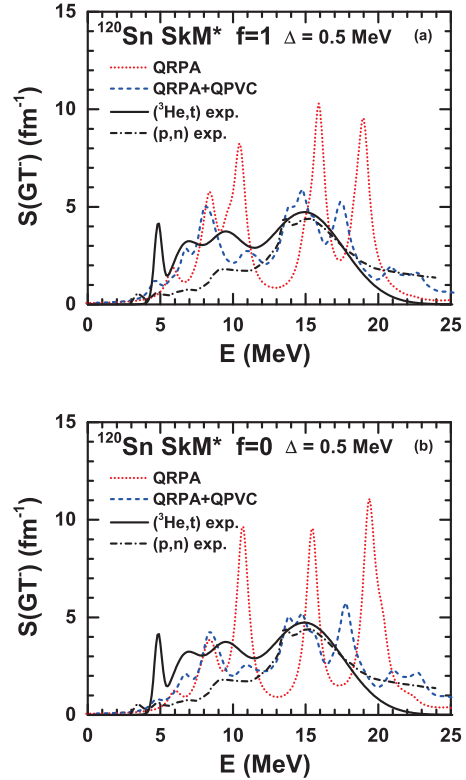 ¹²⁰Sn SkM* f=1 Δ = 0.5 MeV (a)
QRPA
QRPA+QPVC
(³He,t) exp.
(p,n) exp.
S(GT⁻) (fm⁻¹)
15
10
5
0
0 5 10 15 20 25
E (MeV)
¹²⁰Sn SkM* f=0 Δ = 0.5 MeV (b)
QRPA
QRPA+QPVC
(³He,t) exp.
(p,n) exp.
S(GT⁻) (fm⁻¹)
15
10
5
0
0 5 10 15 20 25
E (MeV)